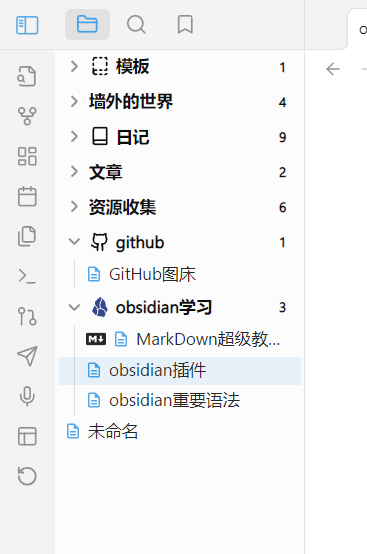 模板 1
墙外的世界 4
日记 9
文章 2
资源收集 6
github 1
GitHub图床
obsidian学习 3
M↓ MarkDown超级教...
obsidian插件
obsidian重要语法
未命名